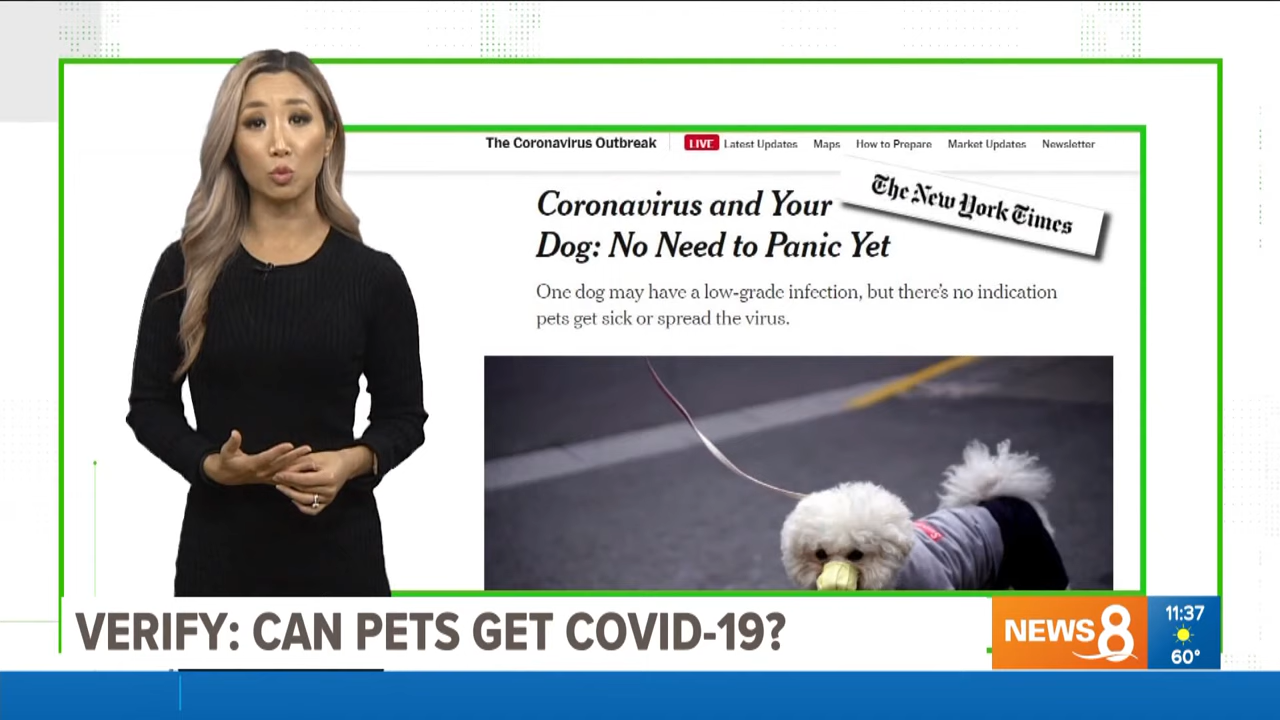 The Coronavirus Outbreak
LIVE Latest Updates Maps How to Prepare Market Updates Newsletter
The New York Times
Coronavirus and Your
Dog: No Need to Panic Yet
One dog may have a low-grade infection, but there's no indication
pets get sick or spread the virus.
VERIFY: CAN PETS GET COVID-19?
NEWS 8
11:37
60°